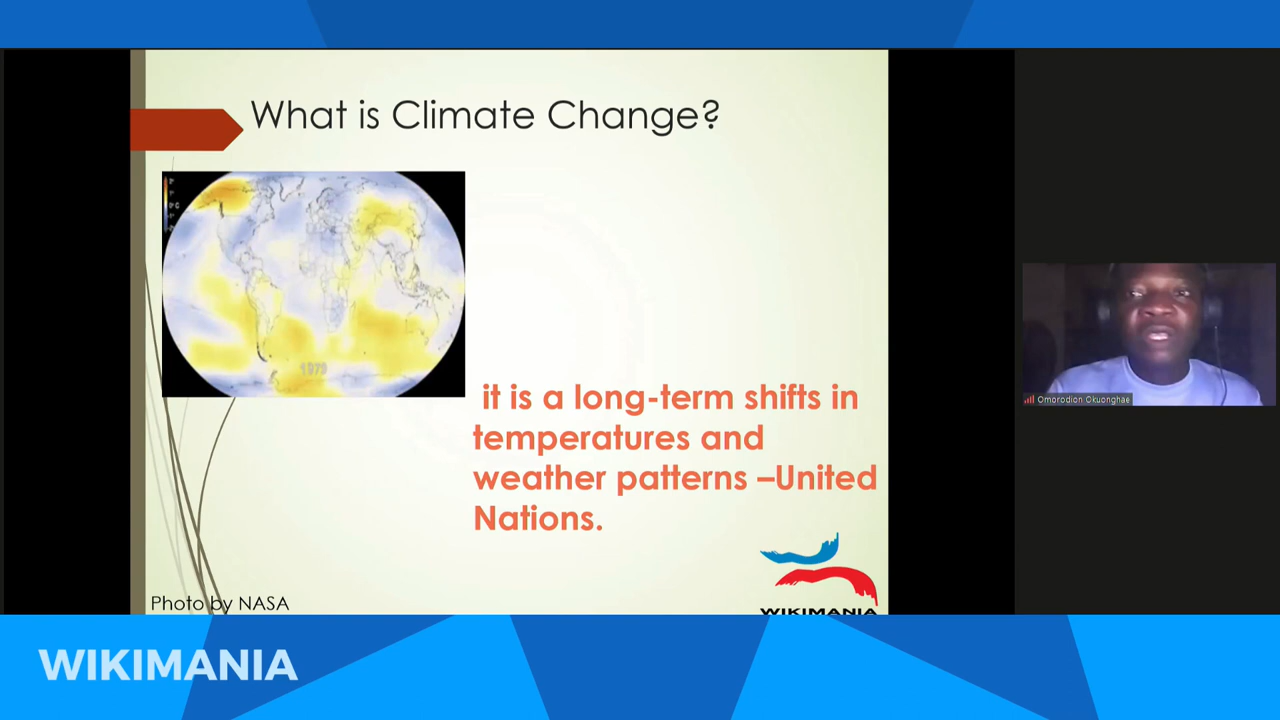 What is Climate Change?
1979
it is a long-term shifts in
temperatures and
weather patterns –United
Nations.
Photo by NASA
WIKIMANIA
Omorodion Okuonghae
WIKIMANIA